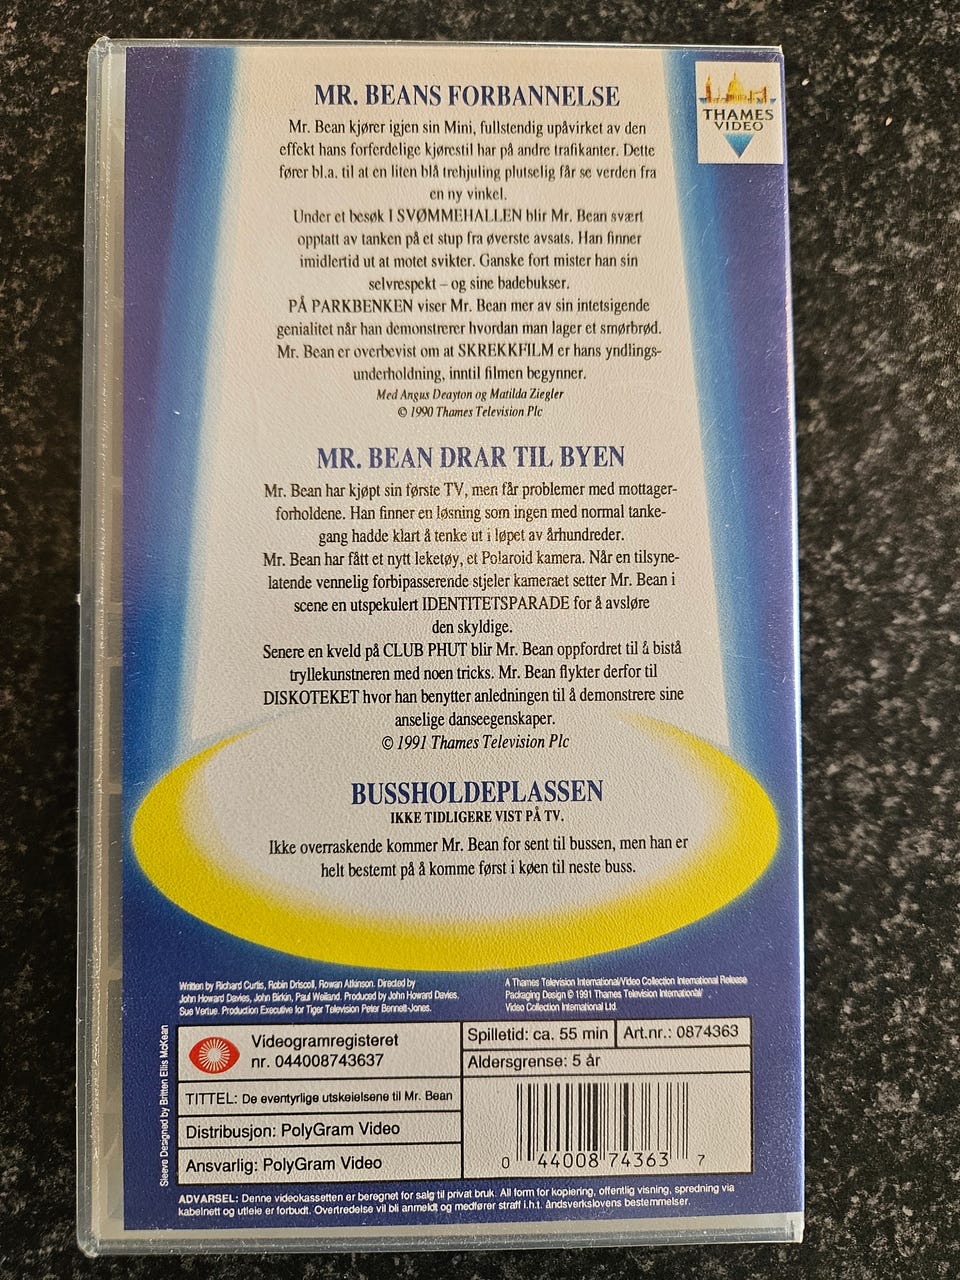 MR. BEANS FORBANNELSE
THAMES
VIDEO
Mr. Bean kjører igjen sin Mini, fullstendig upåvirket av den
effekt hans forferdelige kjørestil har på andre trafikanter. Dette
fører bl.a. til at en liten blå trehjuling plutselig får se verden fra
en ny vinkel.
Under et besøk I SVØMMEHALLEN blir Mr. Bean svært
opptatt av tanken på et stup fra øverste avsats. Han finner
imidlertid ut at motet svikter. Ganske fort mister han sin
selvrespekt – og sine badebukser.
PÅ PARKBENKEN viser Mr. Bean mer av sin intetsigende
genialitet når han demonstrerer hvordan man lager et smørbrød.
Mr. Bean er overbevist om at SKREKKFILM er hans yndlings-
underholdning, inntil filmen begynner.
Med Angus Deayton og Matilda Ziegler
© 1990 Thames Television Plc
MR. BEAN DRAR TIL BYEN
Mr. Bean har kjøpt sin første TV, men får problemer med mottager-
forholdene. Han finner en løsning som ingen med normal tanke-
gang hadde klart å tenke ut i løpet av århundreder.
Mr. Bean har fått et nytt leketøy, et Polaroid kamera. Når en tilsyne-
latende vennelig forbipasserende stjeler kameraet setter Mr. Bean i
scene en utspekulert IDENTITETSPARADE for å avsløre
den skyldige.
Senere en kveld på CLUB PHUT blir Mr. Bean oppfordret til å bistå
tryllekunstneren med noen tricks. Mr. Bean flykter derfor til
DISKOTEKET hvor han benytter anledningen til å demonstrere sine
anselige danseegenskaper.
© 1991 Thames Television Plc
BUSSHOLDEPLASSEN
IKKE TIDLIGERE VIST PÅ TV.
Ikke overraskende kommer Mr. Bean for sent til bussen, men han er
helt bestemt på å komme først i køen til neste buss.
Written by Richard Curtis, Robin Driscoll, Rowan Atkinson. Directed by
John Howard Davies, John Birkin, Paul Weiland. Produced by John Howard Davies,
Sue Vertue. Production Executive for Tiger Television Peter Bennett-Jones.
A Thames Television International/Video Collection International Release
Packaging Design © 1991 Thames Television International/
Video Collection International Ltd.
Sleeve Designed by Britten Ellis McKean
Videogramregisteret
nr. 044008743637
Spilletid: ca. 55 min
Art.nr.: 0874363
Aldersgrense: 5 år
TITTEL: De eventyrlige utskeielsene til Mr. Bean
Distribusjon: PolyGram Video
Ansvarlig: PolyGram Video
0 44008 74363 7
ADVARSEL: Denne videokassetten er beregnet for salg til privat bruk. All form for kopiering, offentlig visning, spredning via
kabelnett og utleie er forbudt. Overtredelse vil bli anmeldt og medfører straff i.h.t. åndsverkslovens bestemmelser.